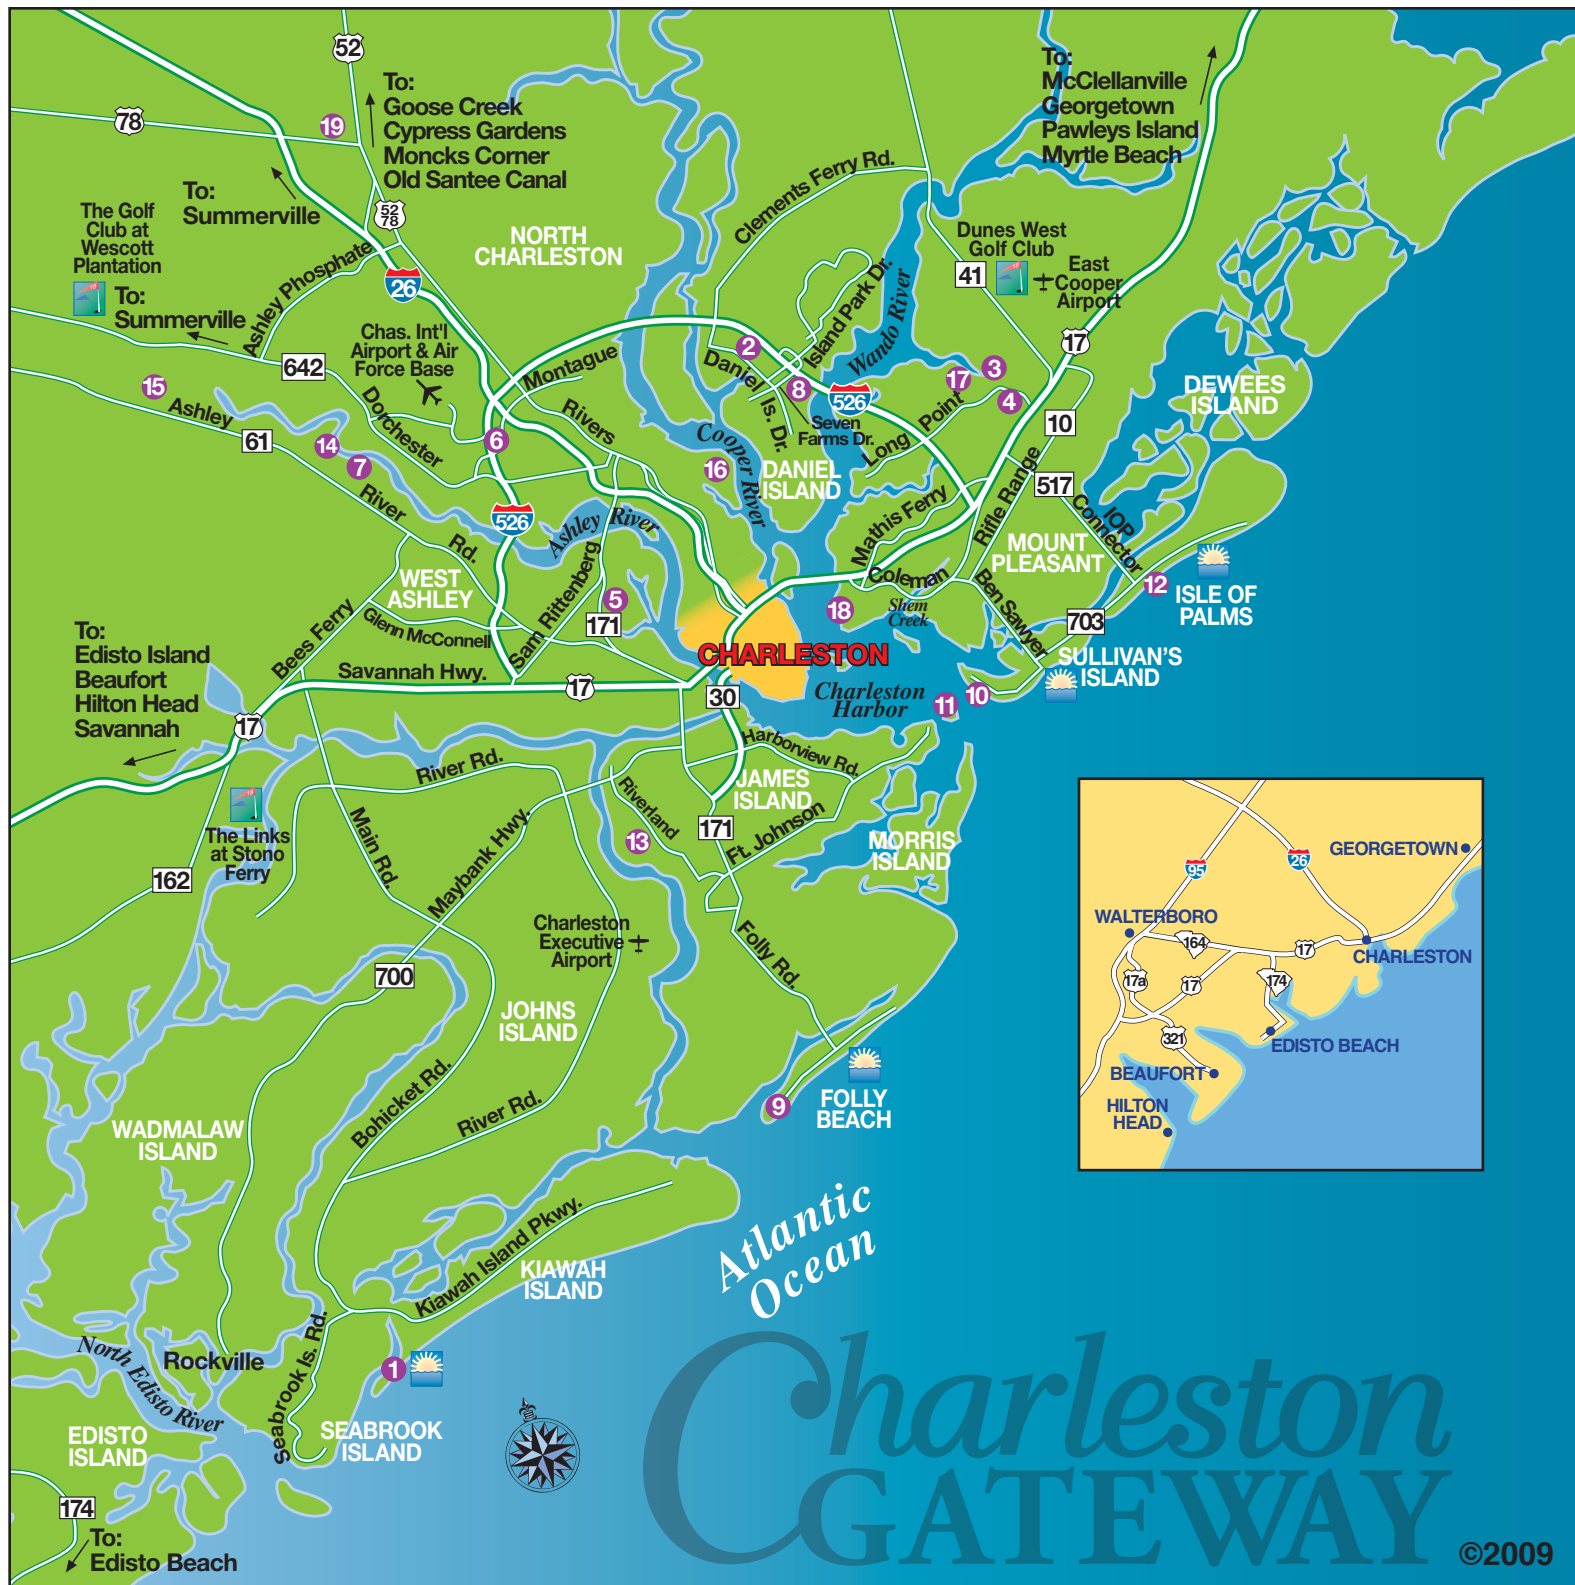 52
To:
Goose Creek
Cypress Gardens
Moncks Corner
Old Santee Canal
78
19
To:
Summerville
52
78
The Golf
Club at
Wescott
Plantation
To:
Summerville
Ashley Phosphate
26
NORTH
CHARLESTON
Chas. Int'l
Airport & Air
Force Base
642
Montague
Dorchester
Rivers
15
Ashley
61
14
7
River
Rd.
6
526
Ashley River
To:
McClellanville
Georgetown
Pawleys Island
Myrtle Beach
Clements Ferry Rd.
Dunes West
Golf Club
41
East
Cooper
Airport
Island Park Dr.
Wando River
17
2
Daniel
Is. Dr.
8
526
Seven
Farms Dr.
17
3
4
Long Point
10
DEWEES
ISLAND
Cooper River
16
DANIEL
ISLAND
Rifle Range
517
IOP
Connector
Mathis Ferry
MOUNT
PLEASANT
Coleman
Ben Sawyer
Shem
Creek
18
12
ISLE OF
PALMS
703
SULLIVAN'S
ISLAND
WEST
ASHLEY
Glenn McConnell
Sam Rittenberg
5
171
Bees Ferry
Savannah Hwy.
17
CHARLESTON
30
Charleston
Harbor
11
10
To:
Edisto Island
Beaufort
Hilton Head
Savannah
17
River Rd.
Harborview Rd.
JAMES
ISLAND
Riverland
13
171
Ft. Johnson
MORRIS
ISLAND
The Links
at Stono
Ferry
162
Main Rd.
Maybank Hwy.
Charleston
Executive
Airport
Folly Rd.
700
JOHNS
ISLAND
Bohicket Rd.
River Rd.
9
FOLLY
BEACH
WADMALAW
ISLAND
Kiawah Island Pkwy.
KIAWAH
ISLAND
Atlantic
Ocean
North Edisto River
Rockville
Seabrook Is. Rd.
1
SEABROOK
ISLAND
EDISTO
ISLAND
174
To:
Edisto Beach
95
26
GEORGETOWN
WALTERBORO
164
17
CHARLESTON
17a
17
174
321
EDISTO BEACH
BEAUFORT
HILTON
HEAD
Charleston
GATEWAY
©2009